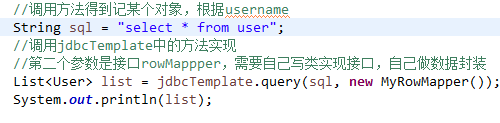 //调用方法得到记某个对象，根据username
String sql = "select * from user";
//调用jdbcTemplate中的方法实现
//第二个参数是接口rowMappper，需要自己写类实现接口，自己做数据封装
List<User> list = jdbcTemplate.query(sql, new MyRowMapper());
System.out.println(list);